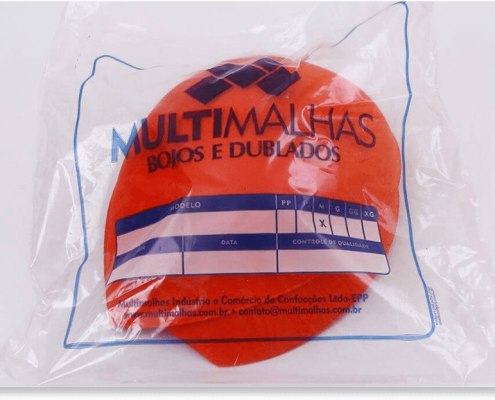 MULTIMALHAS
BOJOS E DUBLADOS
MODELO PP P M G GG XG
X
DATA CONTROLE DE QUALIDADE
Multimalhas Indústria e Comércio de Confecções Ltda-EPP
www.multimalhas.com.br • contato@multimalhas.com.br